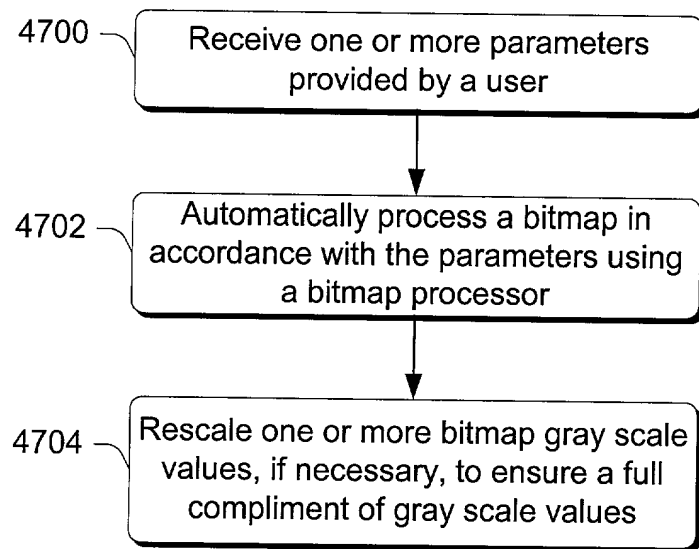 4700
Receive one or more parameters
provided by a user
4702
Automatically process a bitmap in
accordance with the parameters using
a bitmap processor
4704
Rescale one or more bitmap gray scale
values, if necessary, to ensure a full
compliment of gray scale values